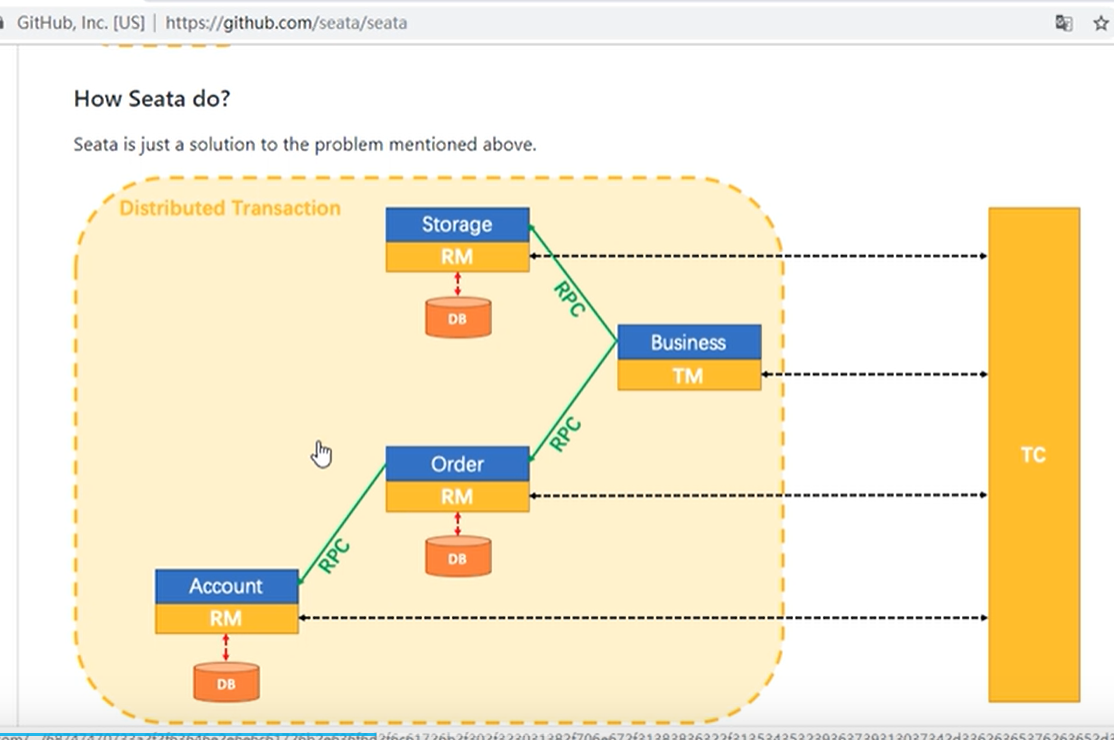 GitHub, Inc. [US] | https://github.com/seata/seata
How Seata do?
Seata is just a solution to the problem mentioned above.
Distributed Transaction
Storage
RM
DB
RPC
Business
TM
RPC
Order
RM
DB
TC
RPC
Account
RM
DB